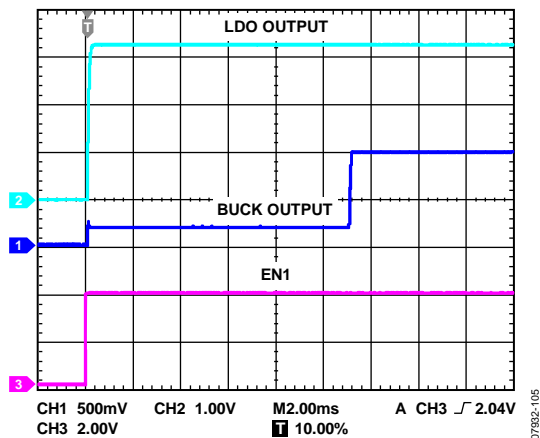 T
LDO OUTPUT
2
BUCK OUTPUT
1
EN1
3
CH1 500mV CH2 1.00V M2.00ms A CH3 2.04V
CH3 2.00V T 10.00%
07932-105